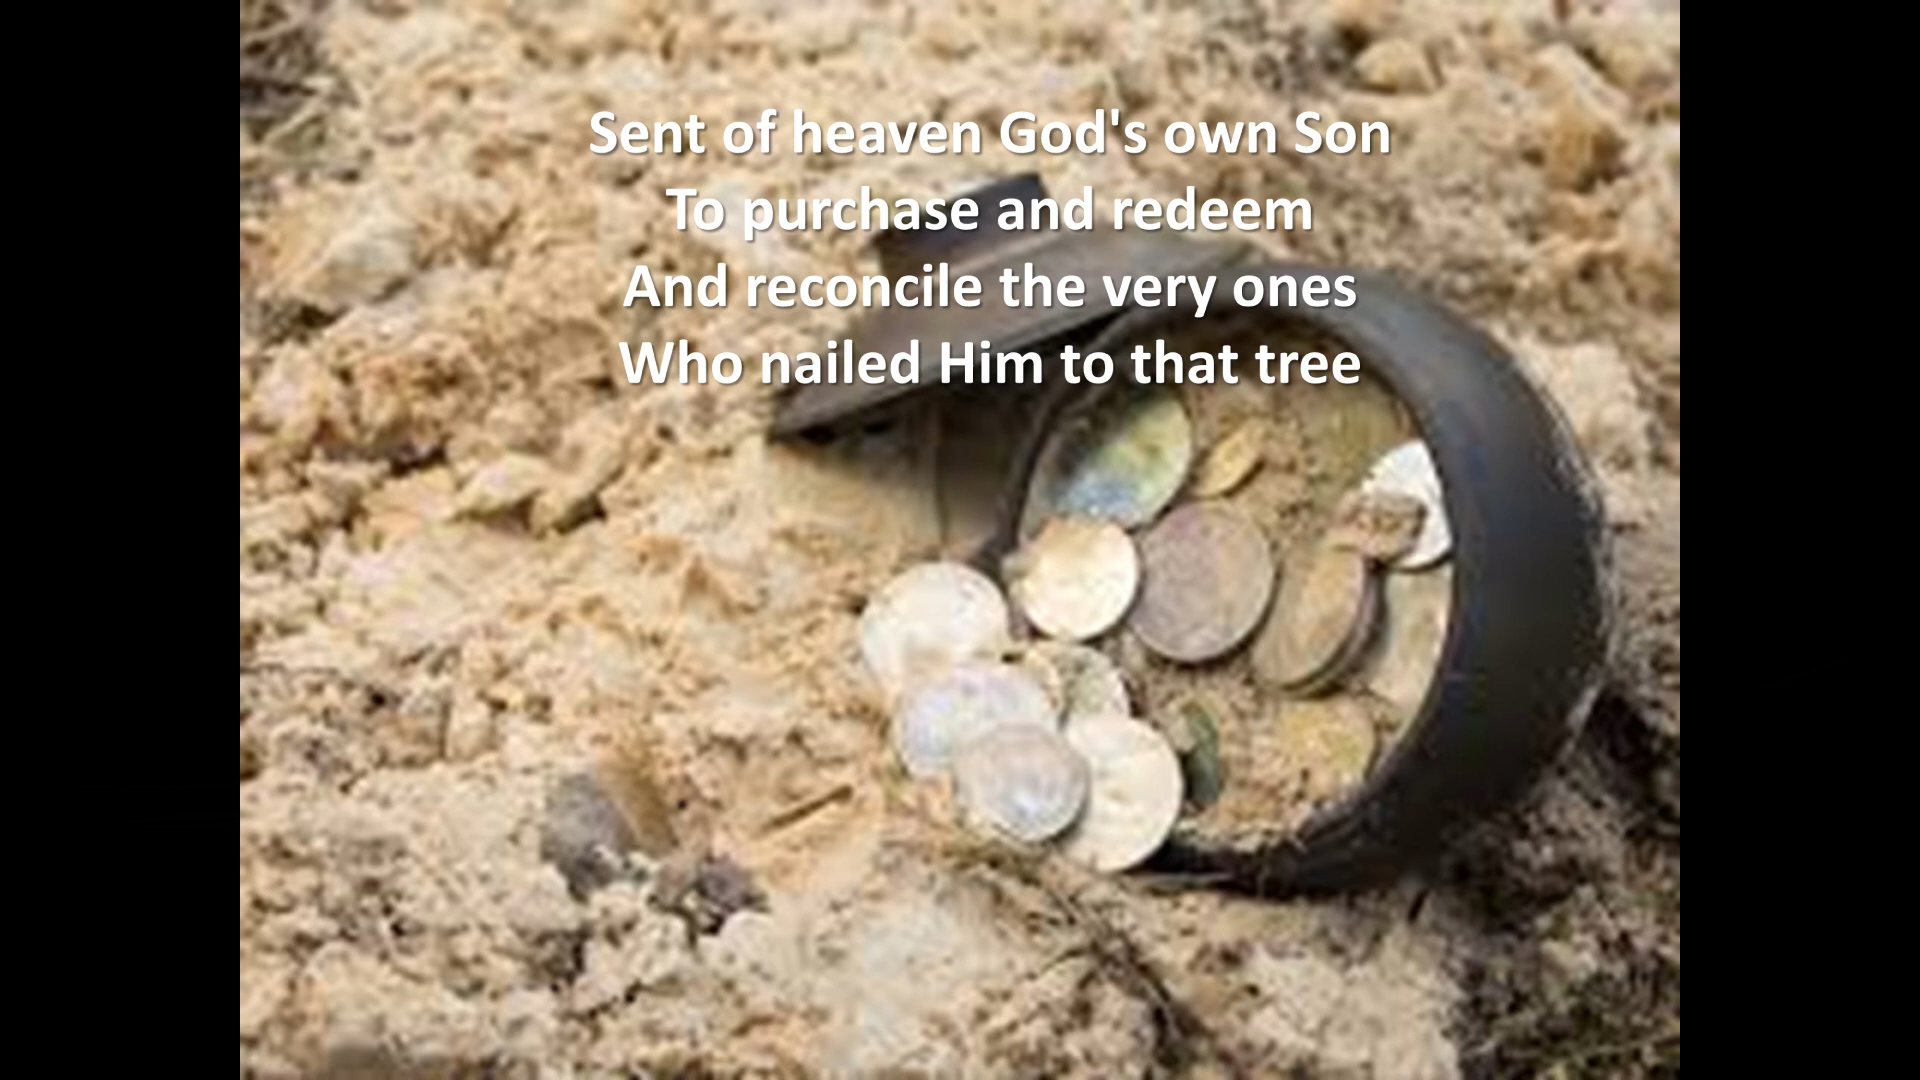 Sent of heaven God's own Son
To purchase and redeem
And reconcile the very ones
Who nailed Him to that tree